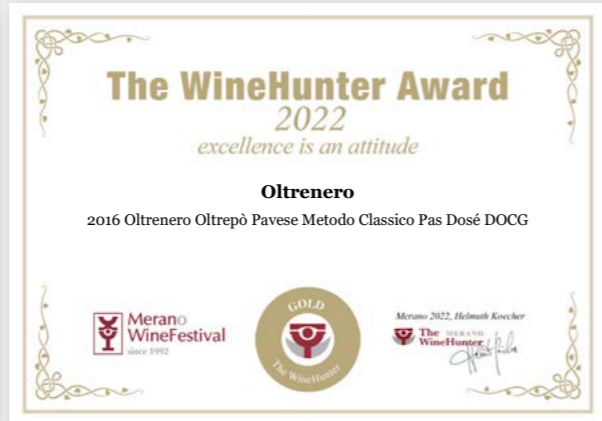 The WineHunter Award
2022
excellence is an attitude
Oltrenero
2016 Oltrenero Oltrepò Pavese Metodo Classico Pas Dosé DOCG
Merano
WineFestival
since 1992
GOLD
The WineHunter
Merano 2022, Helmuth Koecher
The MERANO
WineHunter